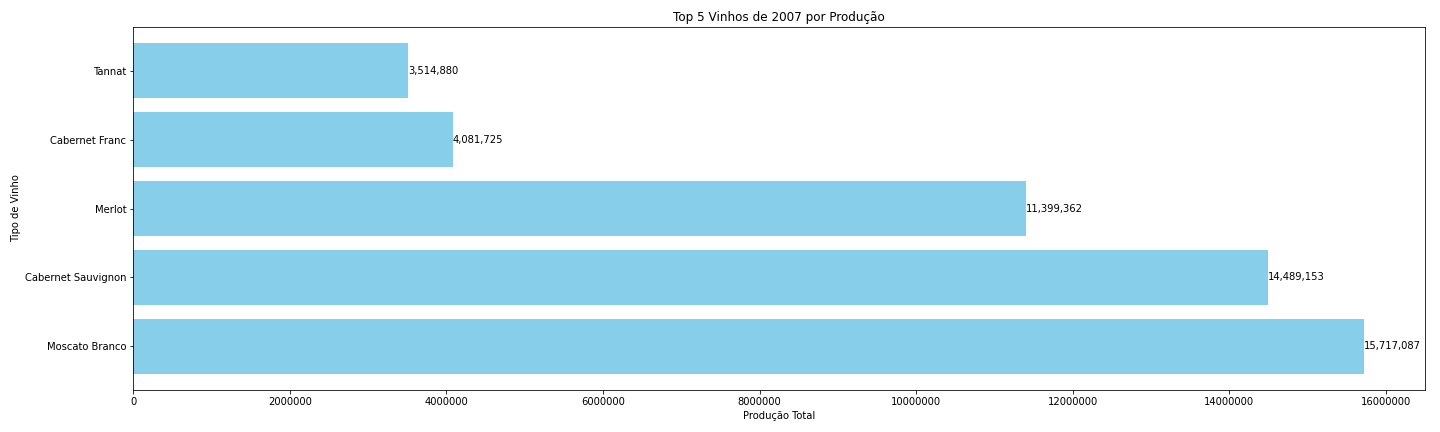 Top 5 Vinhos de 2007 por Produção
Tipo de Vinho
Tannat
3,514,880
Cabernet Franc
4,081,725
Merlot
11,399,362
Cabernet Sauvignon
14,489,153
Moscato Branco
15,717,087
0 2000000 4000000 6000000 8000000 10000000 12000000 14000000 16000000
Produção Total